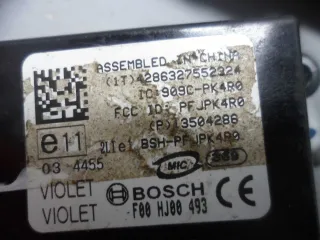 ASSEMBLED IN CHINA
(1T)4286327552324
IC: 909C-PK4R0
FCC ID: PFJPK4R0
(P)13504286
e11 BSH-PFJPK4R0
03 4455 MIC
VIOLET BOSCH CE
VIOLET F00 HJ00 493